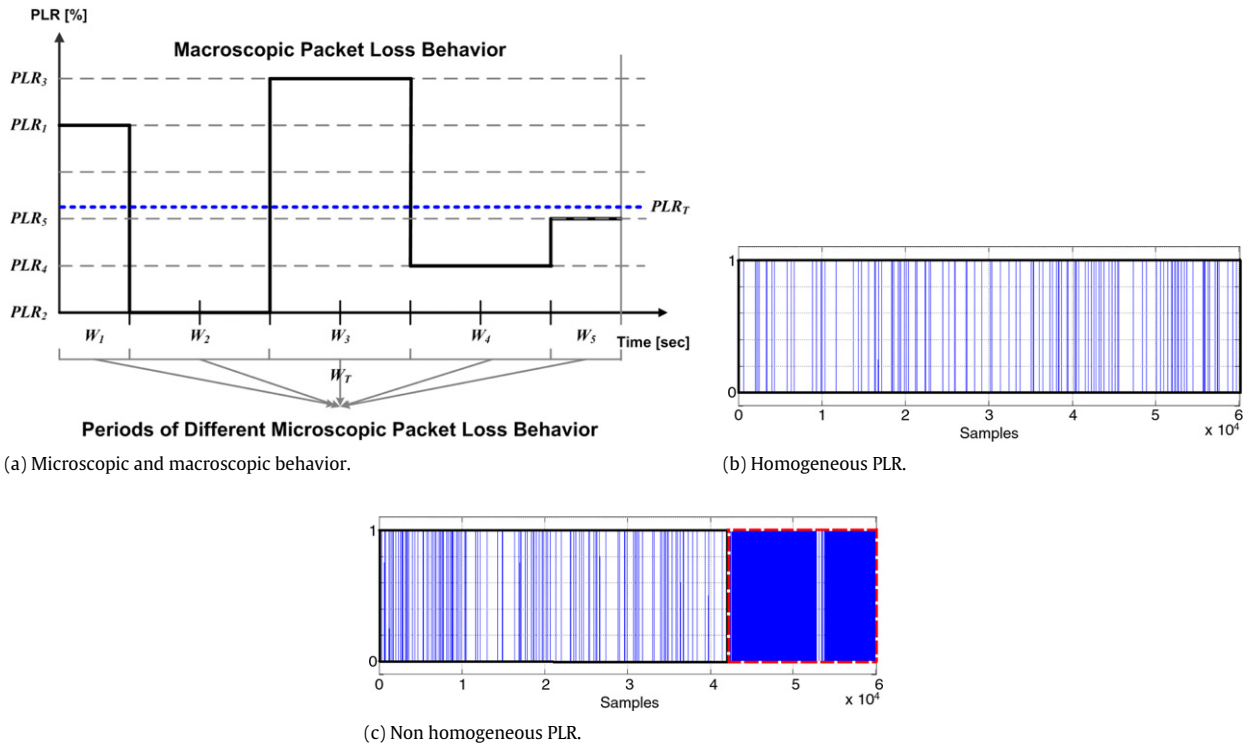 PLR [%]
Macroscopic Packet Loss Behavior
PLR3
PLR1
PLRT
PLR5
PLR4
PLR2
W1 W2 W3 W4 W5 Time [sec]
WT
Periods of Different Microscopic Packet Loss Behavior
(a) Microscopic and macroscopic behavior.
1
0
0 1 2 3 4 5 6
Samples
x 10^4
(b) Homogeneous PLR.
1
0
0 1 2 3 4 5 6
Samples
x 10^4
(c) Non homogeneous PLR.